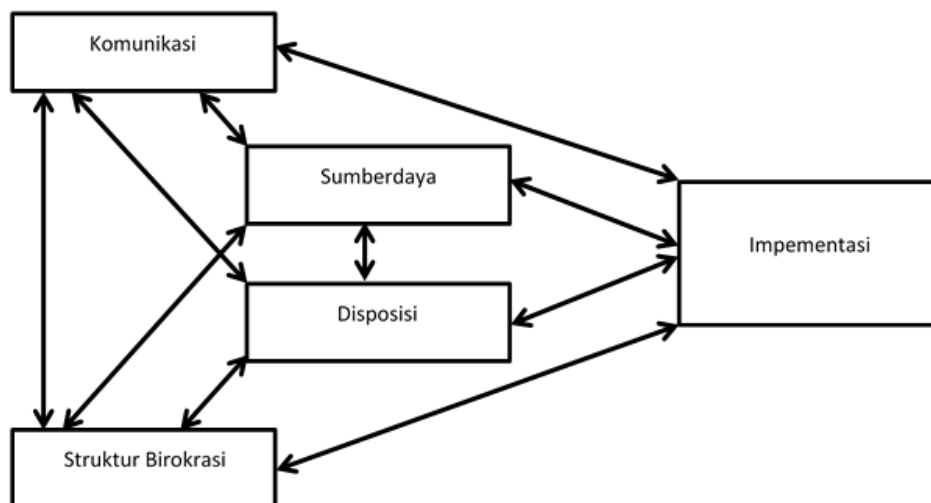 Komunikasi
Sumberdaya
Impementasi
Disposisi
Struktur Birokrasi